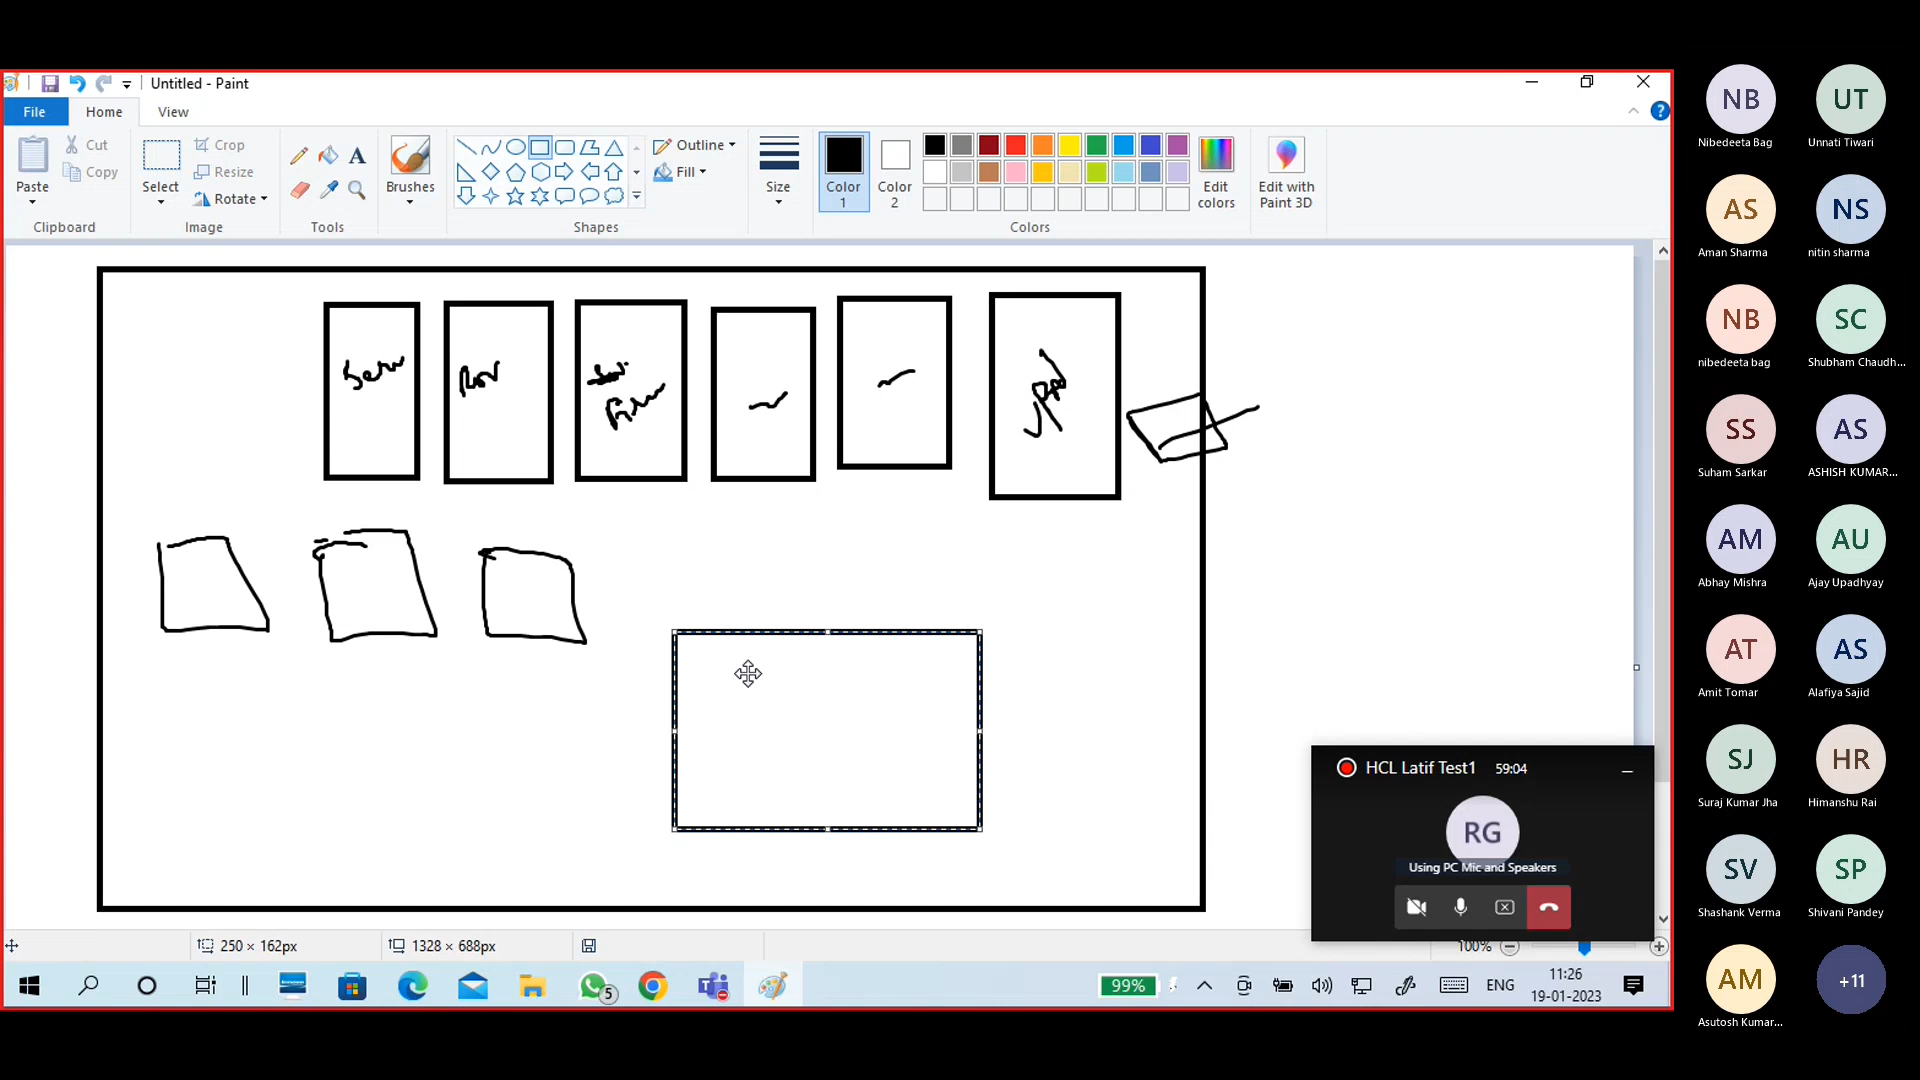 Untitled - Paint
File Home View
Paste
Cut
Copy
Clipboard
Select
Crop
Resize
Rotate
Image
Tools
Brushes
Shapes
Outline
Fill
Size
Color 1
Color 2
Edit colors
Edit with Paint 3D
Colors
HCL Latif Test1 59:04
RG
Using PC Mic and Speakers
250 × 162px
1328 × 688px
100%
5
99%
ENG
11:26
19-01-2023
NB UT
Nibedeeta Bag Unnati Tiwari
AS NS
Aman Sharma nitin sharma
NB SC
nibedeeta bag Shubham Chaudh...
SS AS
Suham Sarkar ASHISH KUMAR...
AM AU
Abhay Mishra Ajay Upadhyay
AT AS
Amit Tomar Alafiya Sajid
SJ HR
Suraj Kumar Jha Himanshu Rai
SV SP
Shashank Verma Shivani Pandey
AM +11
Asutosh Kumar...